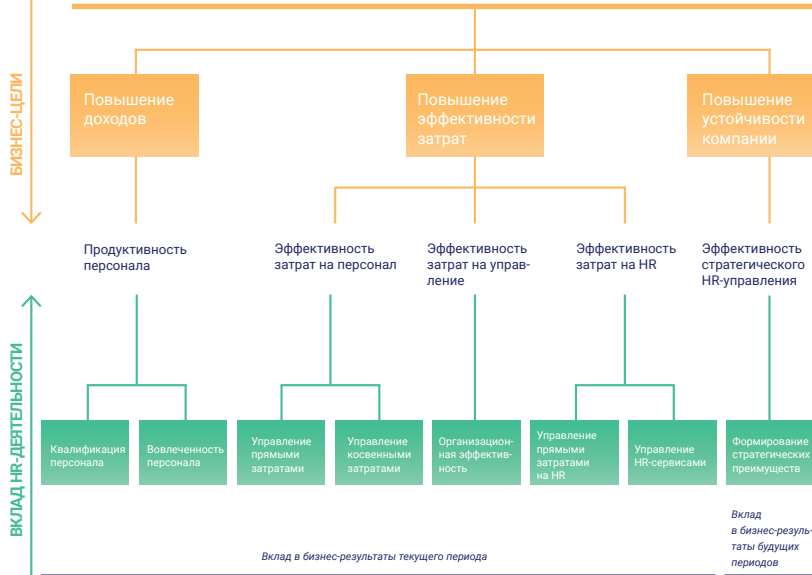 БИЗНЕС-ЦЕЛИ
Повышение
доходов
Повышение
эффективности
затрат
Повышение
устойчивости
компании
Продуктивность
персонала
Эффективность
затрат на персонал
Эффективность
затрат на управ-
ление
Эффективность
затрат на HR
Эффективность
стратегического
HR-управления
ВКЛАД HR-ДЕЯТЕЛЬНОСТИ
Квалификация
персонала
Вовлеченность
персонала
Управление
прямыми
затратами
Управление
косвенными
затратами
Организацион-
ная эффектив-
ность
Управление
прямыми
затратами
на HR
Управление
HR-сервисами
Формирование
стратегических
преимуществ
Вклад в бизнес-результаты текущего периода
Вклад
в бизнес-резуль-
таты будущих
периодов